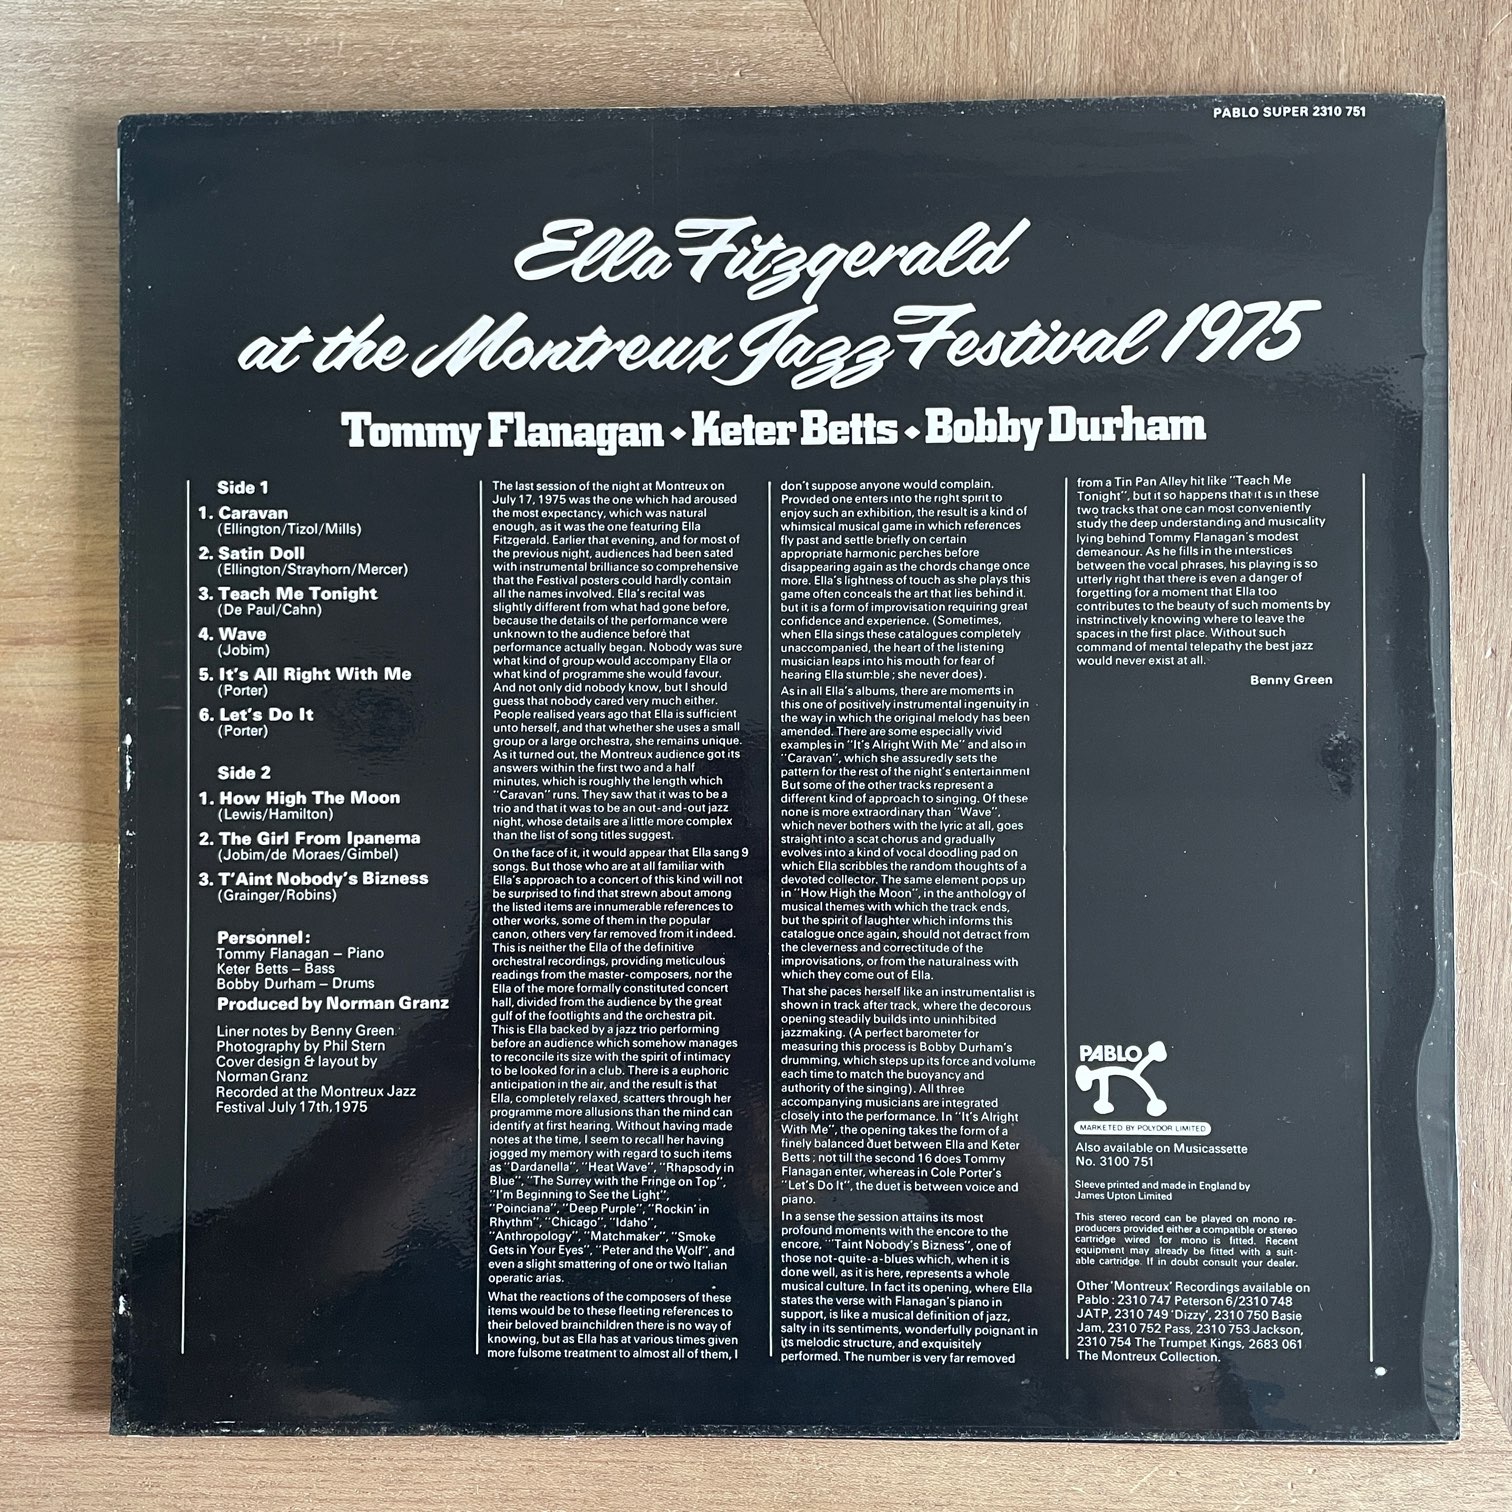 PABLO SUPER 2310 751
Ella Fitzgerald
at the Montreux Jazz Festival 1975
Tommy Flanagan ◆ Keter Betts ◆ Bobby Durham
Side 1
1. Caravan
(Ellington/Tizol/Mills)
2. Satin Doll
(Ellington/Strayhorn/Mercer)
3. Teach Me Tonight
(De Paul/Cahn)
4. Wave
(Jobim)
5. It's All Right With Me
(Porter)
6. Let's Do It
(Porter)
Side 2
1. How High The Moon
(Lewis/Hamilton)
2. The Girl From Ipanema
(Jobim/de Moraes/Gimbel)
3. T'Aint Nobody's Bizness
(Grainger/Robins)
Personnel:
Tommy Flanagan – Piano
Keter Betts – Bass
Bobby Durham – Drums
Produced by Norman Granz
Liner notes by Benny Green
Photography by Phil Stern
Cover design & layout by
Norman Granz
Recorded at the Montreux Jazz
Festival July 17th, 1975
The last session of the night at Montreux on
July 17, 1975 was the one which had aroused
the most expectancy, which was natural
enough, as it was the one featuring Ella
Fitzgerald. Earlier that evening, and for most of
the previous night, audiences had been sated
with instrumental brilliance so comprehensive
that the Festival posters could hardly contain
all the names involved. Ella's recital was
slightly different from what had gone before,
because the details of the performance were
unknown to the audience before that
performance actually began. Nobody was sure
what kind of group would accompany Ella or
what kind of programme she would favour.
And not only did nobody know, but I should
guess that nobody cared very much either.
People realised years ago that Ella is sufficient
unto herself, and that whether she uses a small
group or a large orchestra, she remains unique.
As it turned out, the Montreux audience got its
answers within the first two and a half
minutes, which is roughly the length which
"Caravan" runs. They saw that it was to be a
trio and that it was to be an out-and-out jazz
night, whose details are a little more complex
than the list of song titles suggest.
On the face of it, it would appear that Ella sang 9
songs. But those who are at all familiar with
Ella's approach to a concert of this kind will not
be surprised to find that strewn about among
the listed items are innumerable references to
other works, some of them in the popular
canon, others very far removed from it indeed.
This is neither the Ella of the definitive
orchestral recordings, providing meticulous
readings from the master-composers, nor the
Ella of the more formally constituted concert
hall, divided from the audience by the great
gulf of the footlights and the orchestra pit.
This is Ella backed by a jazz trio performing
before an audience which somehow manages
to reconcile its size with the spirit of intimacy
to be looked for in a club. There is a euphoric
anticipation in the air, and the result is that
Ella, completely relaxed, scatters through her
programme more allusions than the mind can
identify at first hearing. Without having made
notes at the time, I seem to recall her having
jogged my memory with regard to such items
as "Dardanella", "Heat Wave", "Rhapsody in
Blue", "The Surrey with the Fringe on Top",
"I'm Beginning to See the Light",
"Poinciana", "Deep Purple", "Rockin' in
Rhythm", "Chicago", "Idaho",
"Anthropology", "Matchmaker", "Smoke
Gets in Your Eyes", "Peter and the Wolf", and
even a slight smattering of one or two Italian
operatic arias.
What the reactions of the composers of these
items would be to these fleeting references to
their beloved brainchildren there is no way of
knowing, but as Ella has at various times given
more fulsome treatment to almost all of them, I
don't suppose anyone would complain.
Provided one enters into the right spirit to
enjoy such an exhibition, the result is a kind of
whimsical musical game in which references
fly past and settle briefly on certain
appropriate harmonic perches before
disappearing again as the chords change once
more. Ella's lightness of touch as she plays this
game often conceals the art that lies behind it,
but it is a form of improvisation requiring great
confidence and experience. (Sometimes,
when Ella sings these catalogues completely
unaccompanied, the heart of the listening
musician leaps into his mouth for fear of
hearing Ella stumble; she never does).
As in all Ella's albums, there are moments in
this one of positively instrumental ingenuity in
the way in which the original melody has been
amended. There are some especially vivid
examples in "It's Alright With Me" and also in
"Caravan", which she assuredly sets the
pattern for the rest of the night's entertainment
But some of the other tracks represent a
different kind of approach to singing. Of these
none is more extraordinary than "Wave",
which never bothers with the lyric at all, goes
straight into a scat chorus and gradually
evolves into a kind of vocal doodling pad on
which Ella scribbles the random thoughts of a
devoted collector. The same element pops up
in "How High the Moon", in the anthology of
musical themes with which the track ends,
but the spirit of laughter which informs this
catalogue once again, should not detract from
the cleverness and correctitude of the
improvisations, or from the naturalness with
which they come out of Ella.
That she paces herself like an instrumentalist is
shown in track after track, where the decorous
opening steadily builds into uninhibited
jazzmaking. (A perfect barometer for
measuring this process is Bobby Durham's
drumming, which steps up its force and volume
each time to match the buoyancy and
authority of the singing). All three
accompanying musicians are integrated
closely into the performance. In "It's Alright
With Me", the opening takes the form of a
finely balanced duet between Ella and Keter
Betts; not till the second 16 does Tommy
Flanagan enter, whereas in Cole Porter's
"Let's Do It", the duet is between voice and
piano.
In a sense the session attains its most
profound moments with the encore to the
encore, "'Taint Nobody's Bizness", one of
those not-quite-a-blues which, when it is
done well, as it is here, represents a whole
musical culture. In fact its opening, where Ella
states the verse with Flanagan's piano in
support, is like a musical definition of jazz,
salty in its sentiments, wonderfully poignant in
its melodic structure, and exquisitely
performed. The number is very far removed
from a Tin Pan Alley hit like "Teach Me
Tonight", but it so happens that it is in these
two tracks that one can most conveniently
study the deep understanding and musicality
lying behind Tommy Flanagan's modest
demeanour. As he fills in the interstices
between the vocal phrases, his playing is so
utterly right that there is even a danger of
forgetting for a moment that Ella too
contributes to the beauty of such moments by
instinctively knowing where to leave the
spaces in the first place. Without such
command of mental telepathy the best jazz
would never exist at all.
Benny Green
PABLO
MARKETED BY POLYDOR LIMITED
Also available on Musicassette
No. 3100 751
Sleeve printed and made in England by
James Upton Limited
This stereo record can be played on mono re-
producers provided either a compatible or stereo
cartridge wired for mono is fitted. Recent
equipment may already be fitted with a suit-
able cartridge. If in doubt consult your dealer.
Other 'Montreux' Recordings available on
Pablo: 2310 747 Peterson 6/2310 748
JATP, 2310 749 'Dizzy', 2310 750 Basie
Jam, 2310 752 Pass, 2310 753 Jackson,
2310 754 The Trumpet Kings, 2683 061
The Montreux Collection.